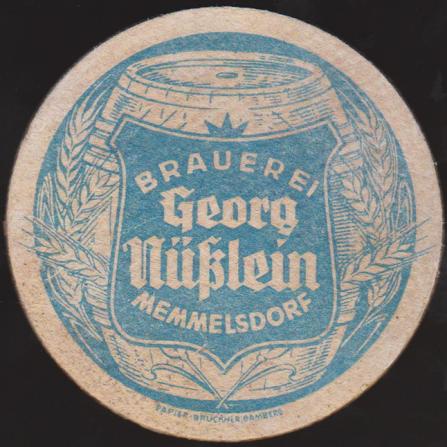 BRAUEREI
Georg
Nüßlein
MEMMELSDORF
PAPIER-BRÜCKNER, BAMBERG